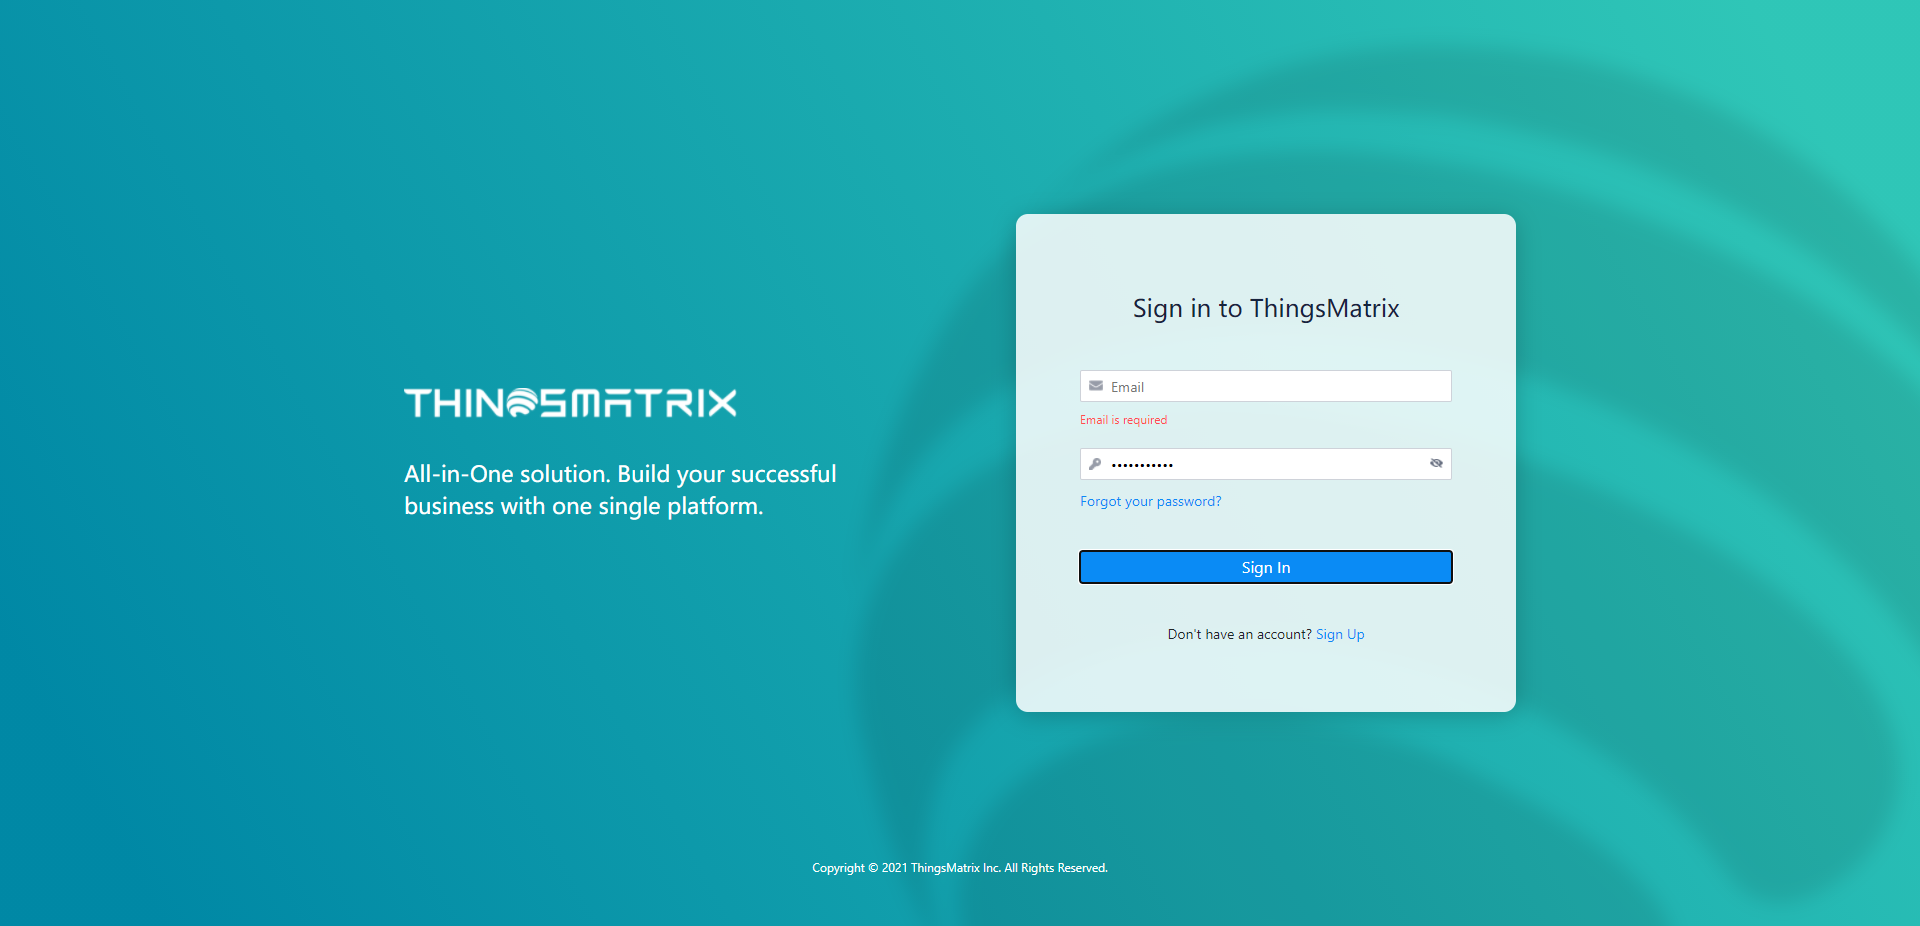 THINGSMATRIX
All-in-One solution. Build your successful
business with one single platform.
Sign in to ThingsMatrix
Email
Email is required
•••••••••••
Forgot your password?
Sign In
Don't have an account? Sign Up
Copyright © 2021 ThingsMatrix Inc. All Rights Reserved.